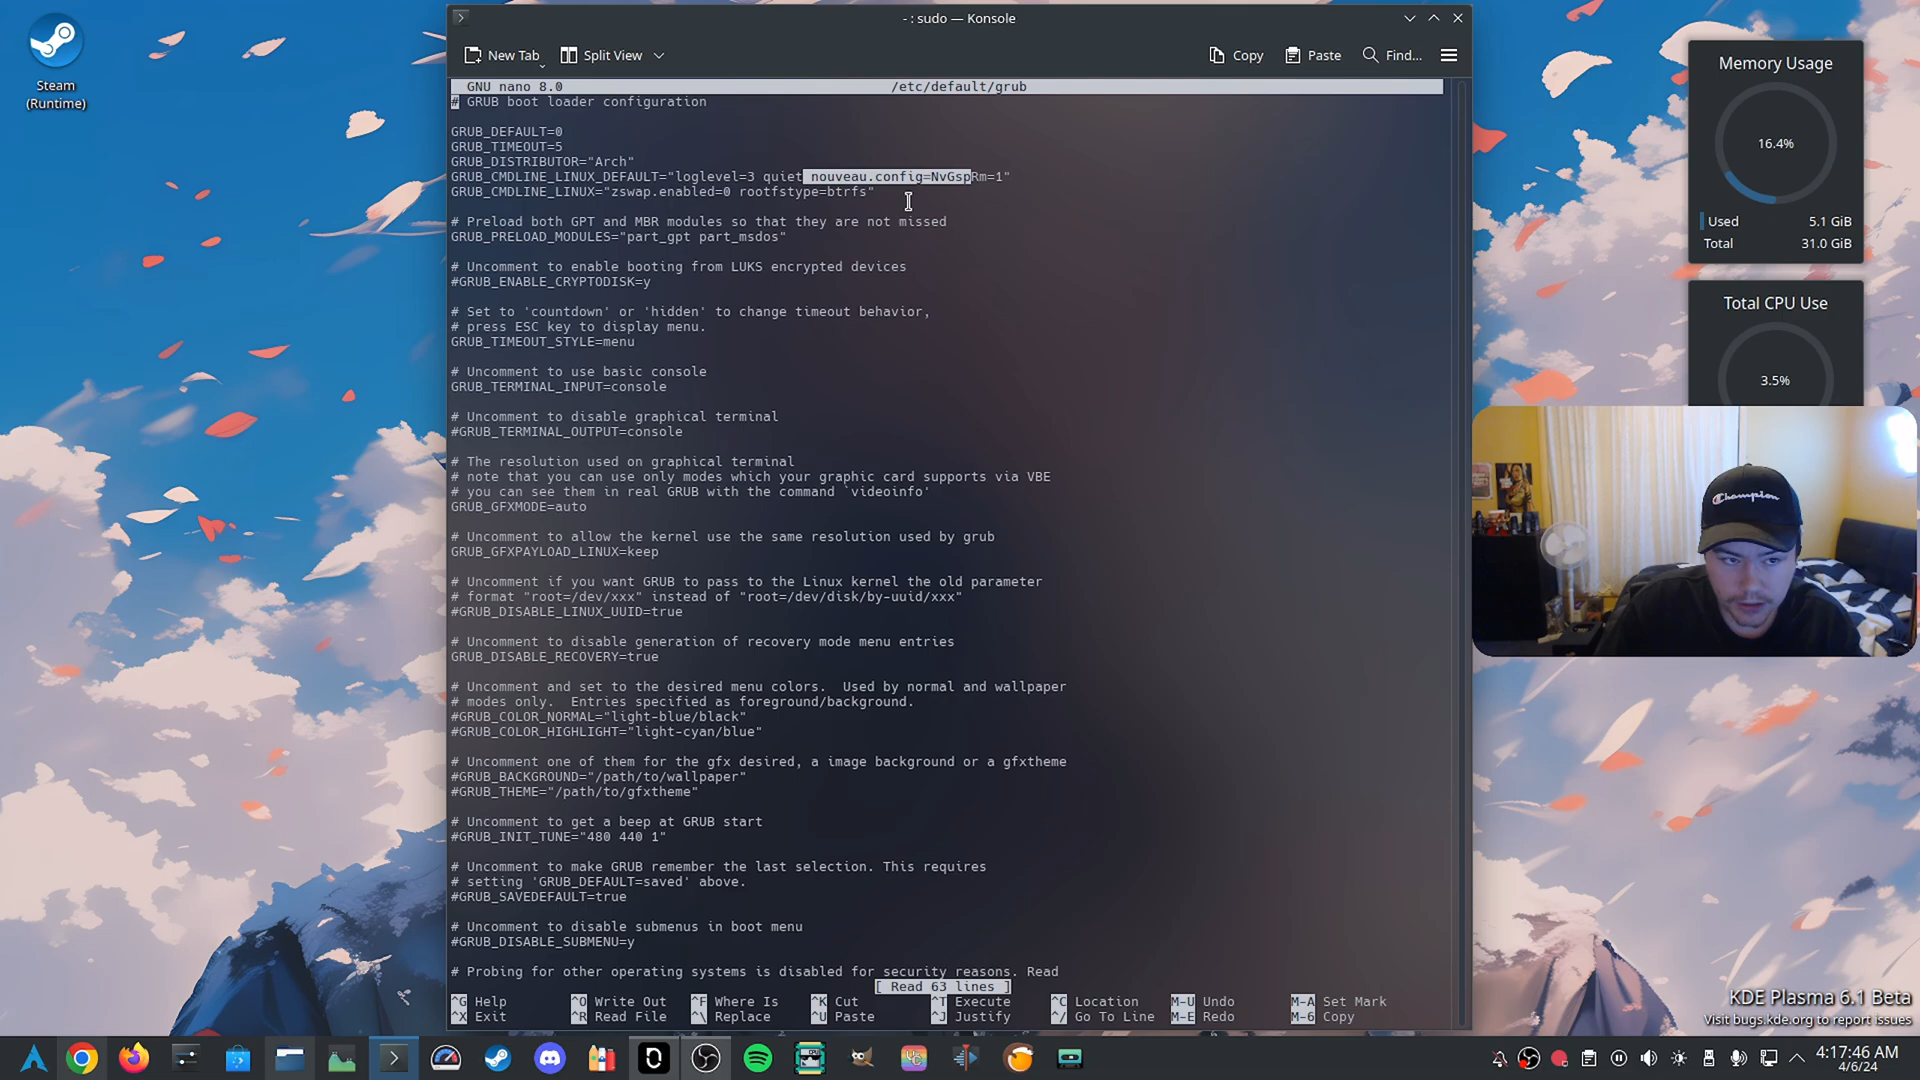 Steam
(Runtime)
- : sudo — Konsole
New Tab
Split View
Copy
Paste
Find...
GNU nano 8.0
/etc/default/grub
# GRUB boot loader configuration
GRUB_DEFAULT=0
GRUB_TIMEOUT=5
GRUB_DISTRIBUTOR="Arch"
GRUB_CMDLINE_LINUX_DEFAULT="loglevel=3 quiet nouveau.config=NvGspRm=1"
GRUB_CMDLINE_LINUX="zswap.enabled=0 rootfstype=btrfs"
# Preload both GPT and MBR modules so that they are not missed
GRUB_PRELOAD_MODULES="part_gpt part_msdos"
# Uncomment to enable booting from LUKS encrypted devices
#GRUB_ENABLE_CRYPTODISK=y
# Set to 'countdown' or 'hidden' to change timeout behavior,
# press ESC key to display menu.
GRUB_TIMEOUT_STYLE=menu
# Uncomment to use basic console
GRUB_TERMINAL_INPUT=console
# Uncomment to disable graphical terminal
#GRUB_TERMINAL_OUTPUT=console
# The resolution used on graphical terminal
# note that you can use only modes which your graphic card supports via VBE
# you can see them in real GRUB with the command `videoinfo'
GRUB_GFXMODE=auto
# Uncomment to allow the kernel use the same resolution used by grub
GRUB_GFXPAYLOAD_LINUX=keep
# Uncomment if you want GRUB to pass to the Linux kernel the old parameter
# format "root=/dev/xxx" instead of "root=/dev/disk/by-uuid/xxx"
#GRUB_DISABLE_LINUX_UUID=true
# Uncomment to disable generation of recovery mode menu entries
GRUB_DISABLE_RECOVERY=true
# Uncomment and set to the desired menu colors.  Used by normal and wallpaper
# modes only.  Entries specified as foreground/background.
#GRUB_COLOR_NORMAL="light-blue/black"
#GRUB_COLOR_HIGHLIGHT="light-cyan/blue"
# Uncomment one of them for the gfx desired, a image background or a gfxtheme
#GRUB_BACKGROUND="/path/to/wallpaper"
#GRUB_THEME="/path/to/gfxtheme"
# Uncomment to get a beep at GRUB start
#GRUB_INIT_TUNE="480 440 1"
# Uncomment to make GRUB remember the last selection. This requires
# setting 'GRUB_DEFAULT=saved' above.
#GRUB_SAVEDEFAULT=true
# Uncomment to disable submenus in boot menu
#GRUB_DISABLE_SUBMENU=y
# Probing for other operating systems is disabled for security reasons. Read
[ Read 63 lines ]
^G Help ^O Write Out ^F Where Is ^K Cut ^T Execute ^C Location M-U Undo M-A Set Mark
^X Exit ^R Read File ^\ Replace ^U Paste ^J Justify ^/ Go To Line M-E Redo M-6 Copy
Memory Usage
16.4%
Used 5.1 GiB
Total 31.0 GiB
Total CPU Use
3.5%
Champion
KDE Plasma 6.1 Beta
Visit bugs.kde.org to report issues
4:17:46 AM
4/6/24